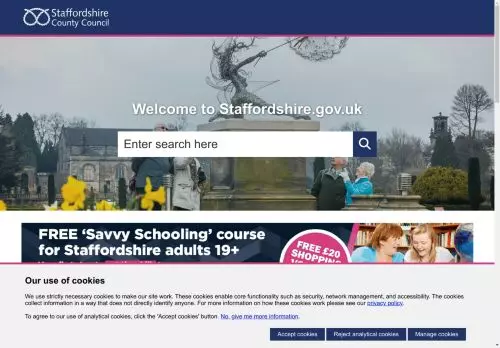 Staffordshire
County Council
Welcome to Staffordshire.gov.uk
Enter search here
FREE 'Savvy Schooling' course
for Staffordshire adults 19+
FREE £20
SHOPPING
Our use of cookies
We use strictly necessary cookies to make our site work. These cookies enable core functionality such as security, network management, and accessibility. The cookies
collect information in a way that does not directly identify anyone. For more information on how these cookies work please see our privacy policy.
To agree to our use of analytical cookies, click the 'Accept cookies' button. No, give me more information.
Accept cookies
Reject analytical cookies
Manage cookies